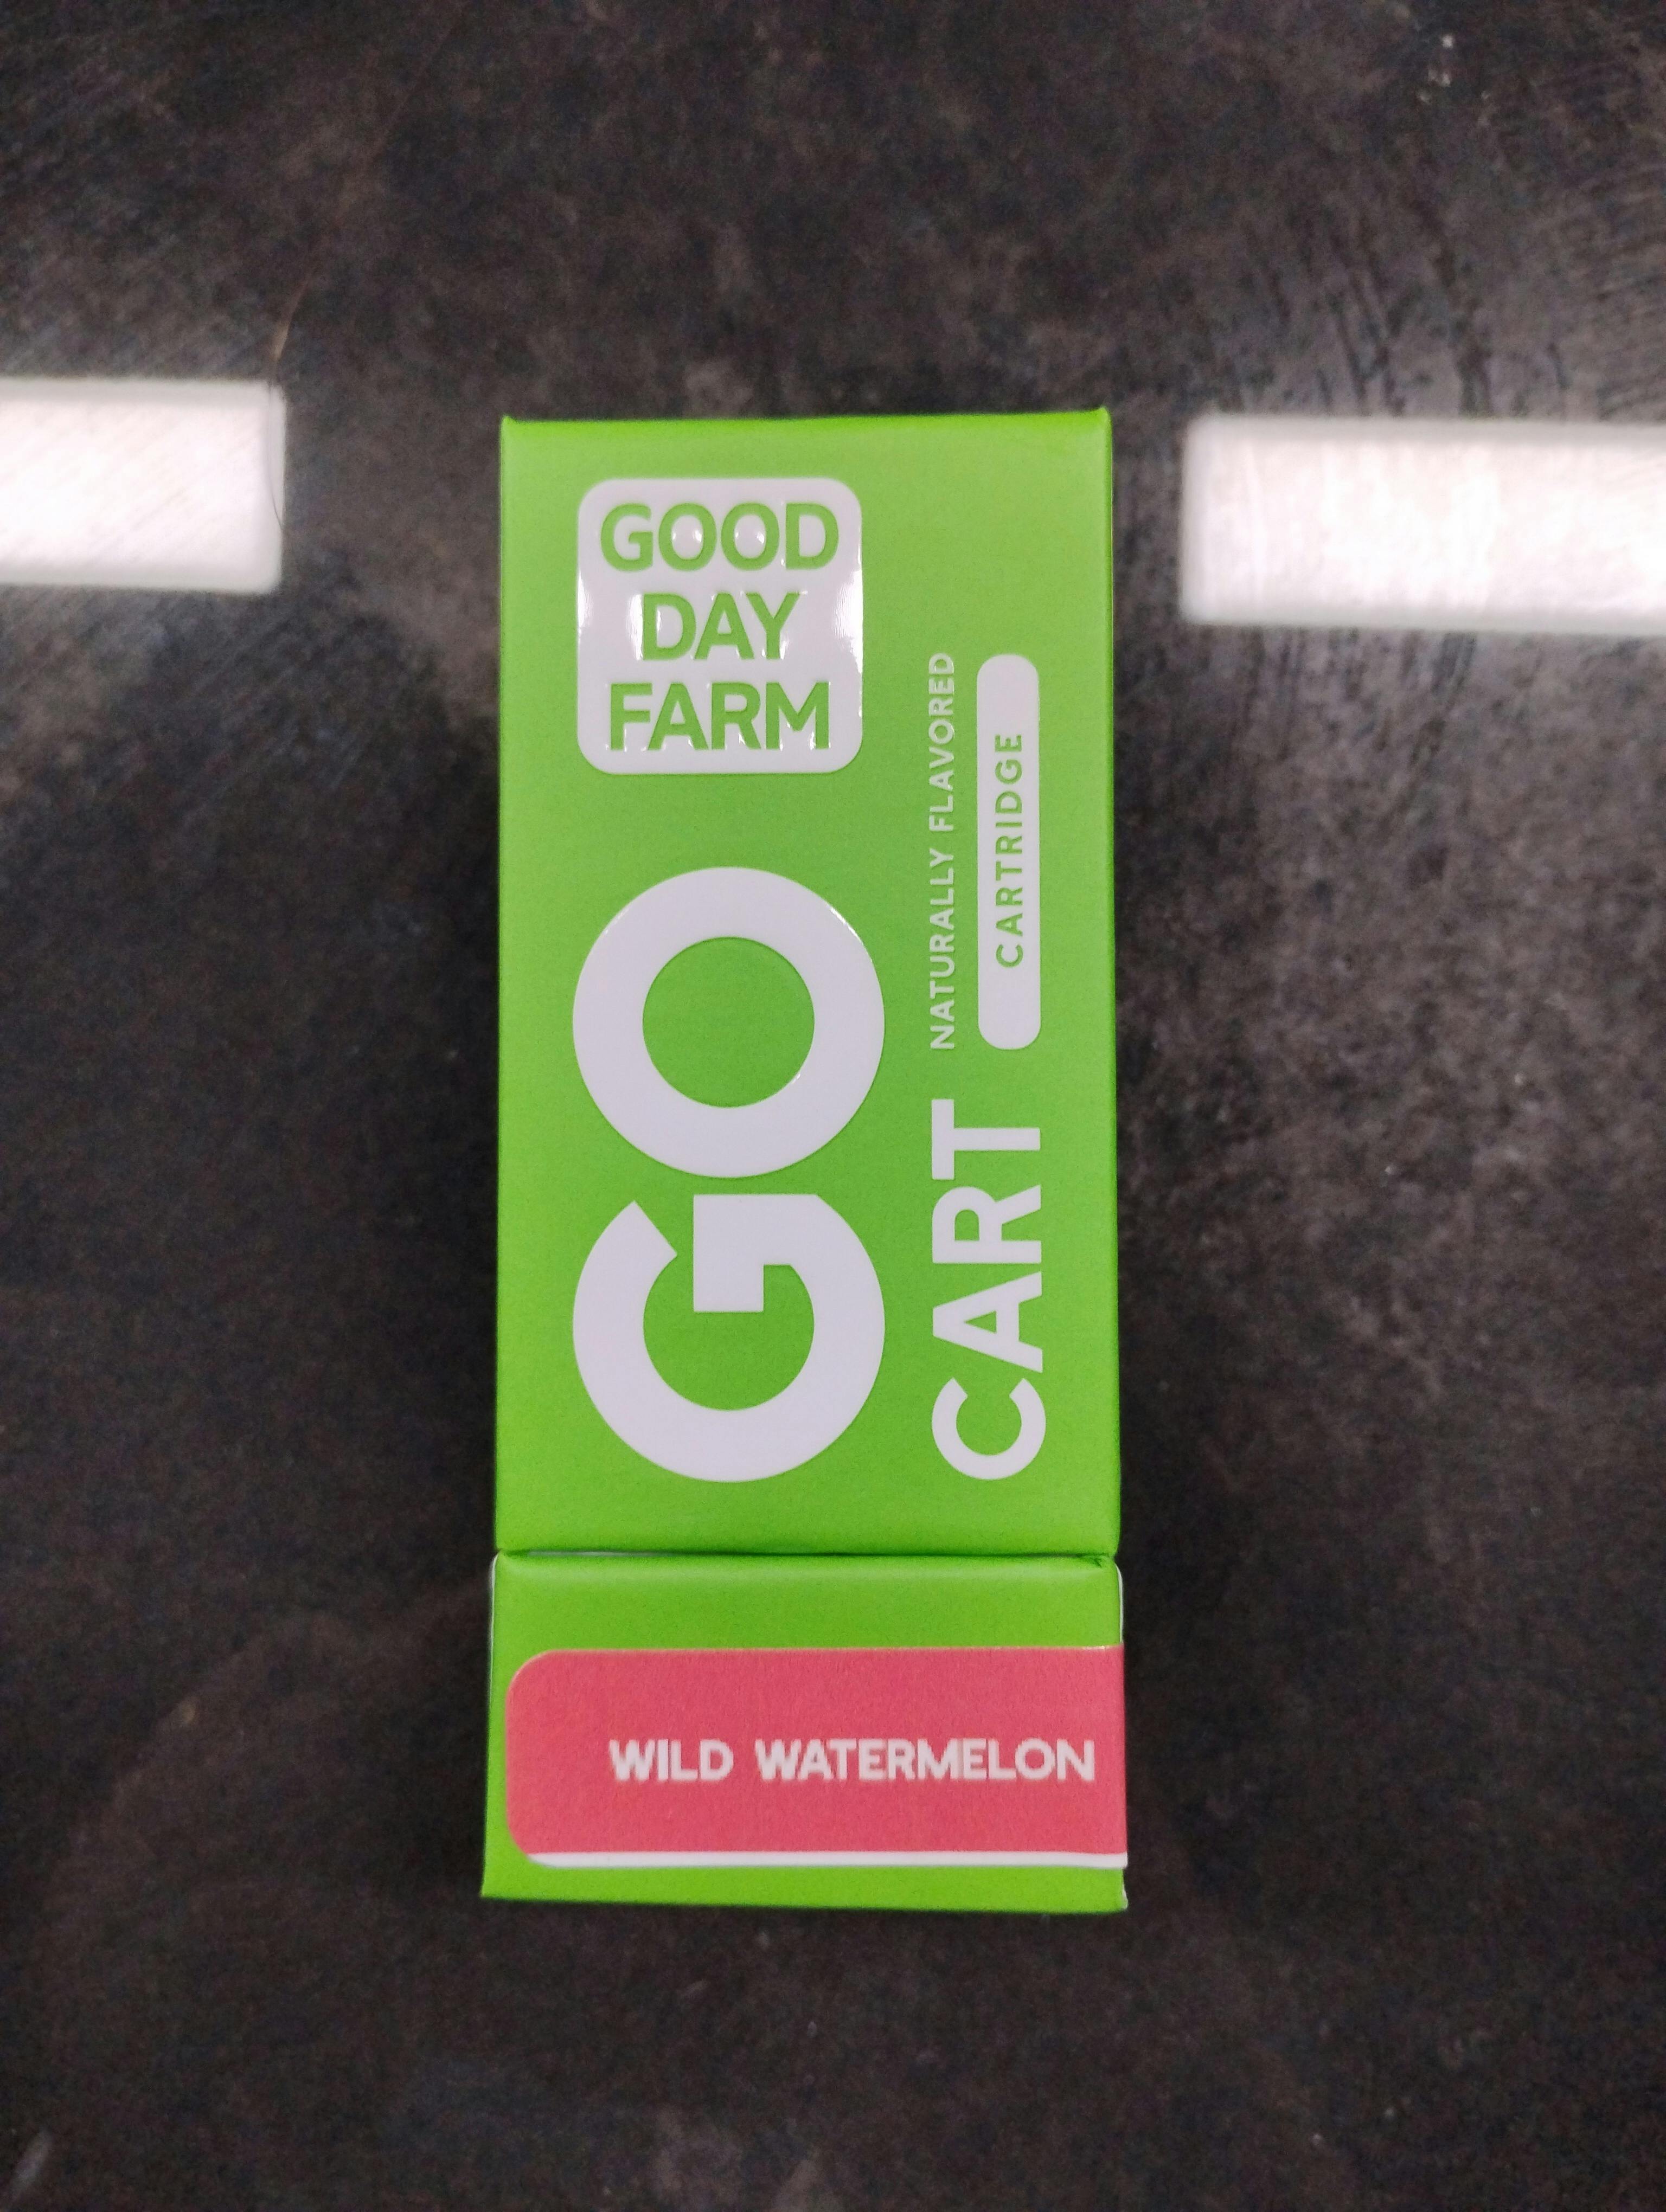 GOOD
DAY
FARM
GO
CART
NATURALLY FLAVORED
CARTRIDGE
WILD WATERMELON